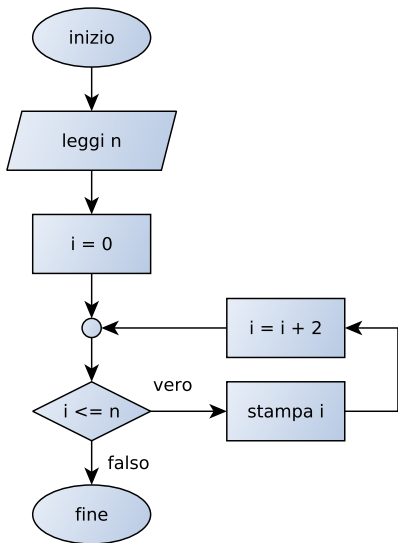 inizio
leggi n
i = 0
i = i + 2
vero
i <= n
stampa i
falso
fine